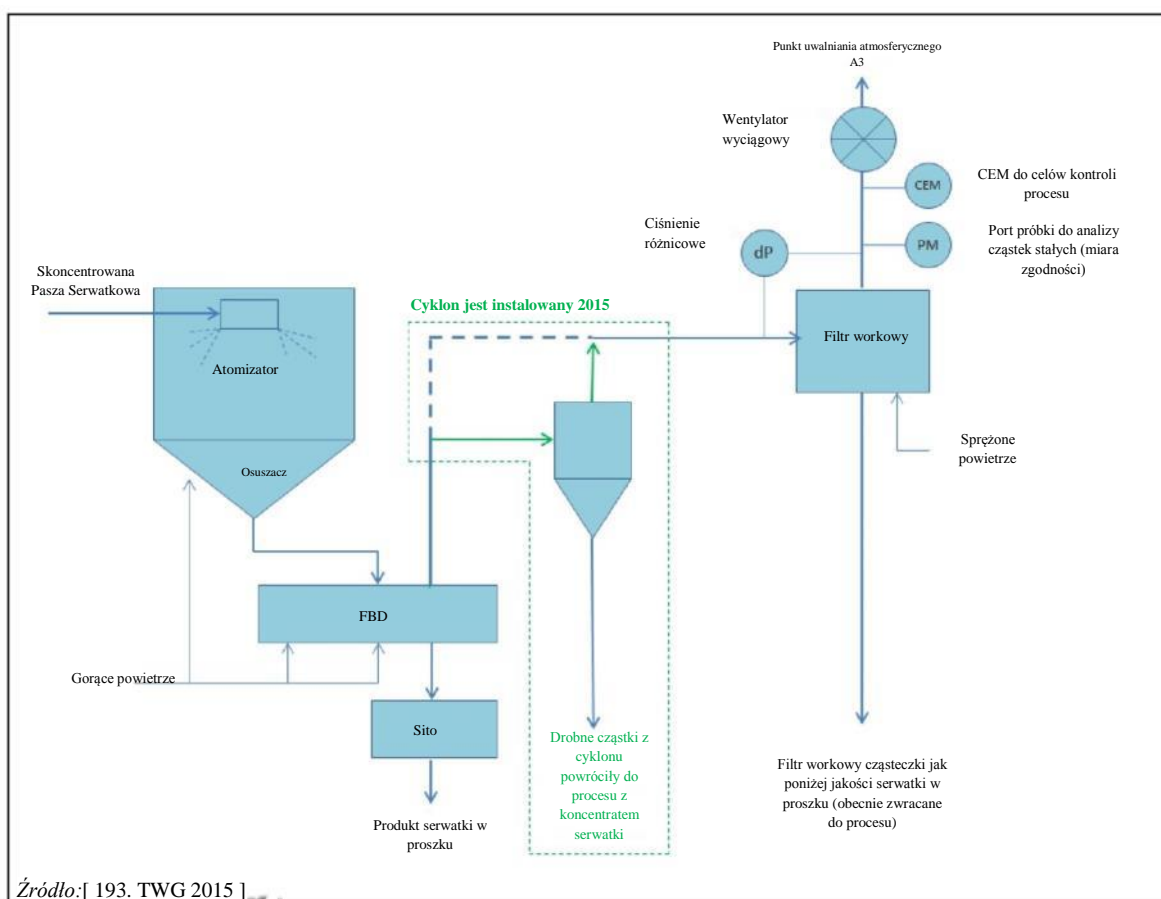 Punkt uwalniania atmosferycznego
A3
Wentylator
wyciągowy
CEM
CEM do celów kontroli
procesu
Ciśnienie
różnicowe
dP
PM
Port próbki do analizy
cząstek stałych (miara
zgodności)
Skoncentrowana
Pasza Serwatkowa
Cyklon jest instalowany 2015
Filtr workowy
Atomizator
Sprężone
powietrze
Osuszacz
FBD
Gorące powietrze
Sito
Drobne cząstki z
cyklonu
powróciły do
procesu z
koncentratem
serwatki
Filtr workowy cząsteczki jak
poniżej jakości serwatki w
proszku (obecnie zwracane
do procesu)
Produkt serwatki w
proszku
Źródło:[ 193. TWG 2015 ]